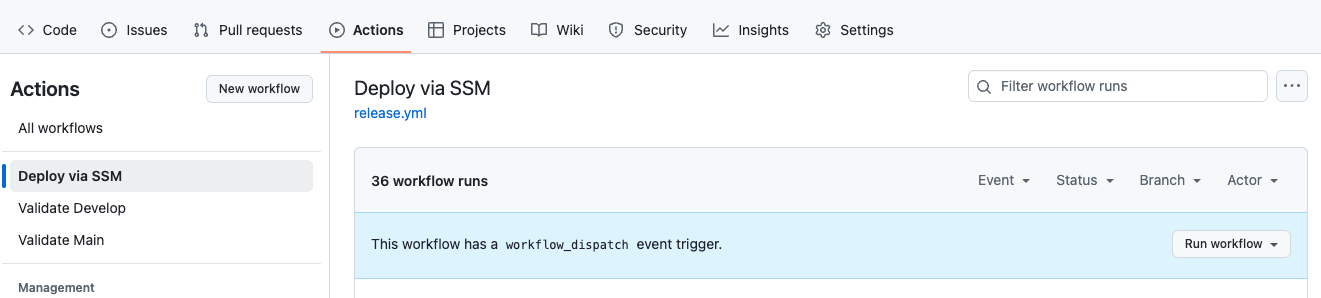 Code Issues Pull requests Actions Projects Wiki Security Insights Settings
Actions
New workflow
All workflows
Deploy via SSM
Validate Develop
Validate Main
Management
Deploy via SSM
release.yml
Filter workflow runs
36 workflow runs
Event Status Branch Actor
This workflow has a workflow_dispatch event trigger.
Run workflow